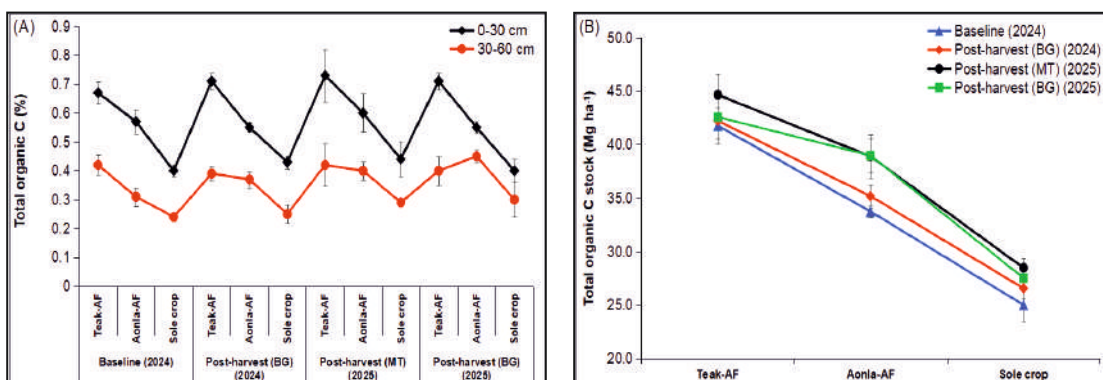 (A)
0.9
0.8
0.7
0.6
0.5
0.4
0.3
0.2
0.1
0
Total organic C (%)
0-30 cm
30-60 cm
Teak-AF
Aonla-AF
Sole crop
Teak-AF
Aonla-AF
Sole crop
Teak-AF
Aonla-AF
Sole crop
Teak-AF
Aonla-AF
Sole crop
Baseline (2024)
Post-harvest (BG) (2024)
Post-harvest (MT) (2025)
Post-harvest (BG) (2025)
(B)
50.0
45.0
40.0
35.0
30.0
25.0
20.0
Total organic C stock (Mg ha⁻¹)
Baseline (2024)
Post-harvest (BG) (2024)
Post-harvest (MT) (2025)
Post-harvest (BG) (2025)
Teak-AF
Aonla-AF
Sole crop